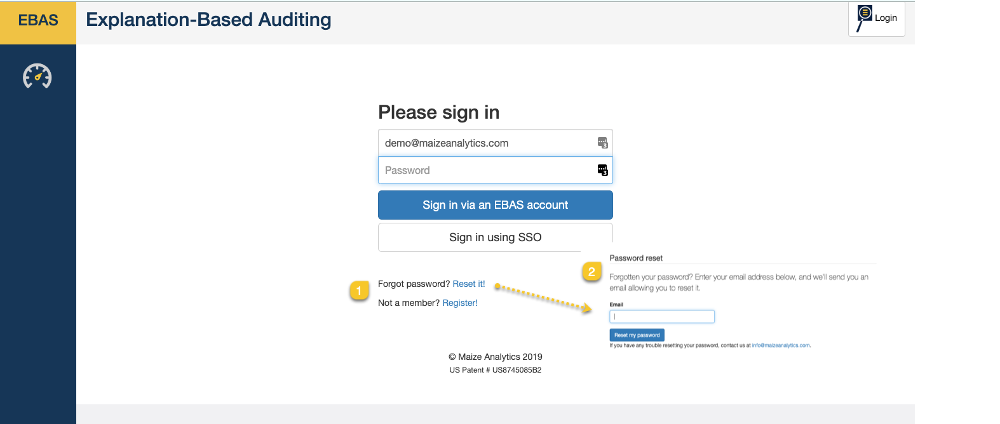 EBAS
Explanation-Based Auditing
Login
Please sign in
demo@maizeanalytics.com
3
Password
3
Sign in via an EBAS account
Sign in using SSO
1
Forgot password? Reset it!
Not a member? Register!
2
Password reset
Forgotten your password? Enter your email address below, and we'll send you an
email allowing you to reset it.
Email
Reset my password
If you have any trouble resetting your password, contact us at info@maizeanalytics.com.
© Maize Analytics 2019
US Patent # US8745085B2